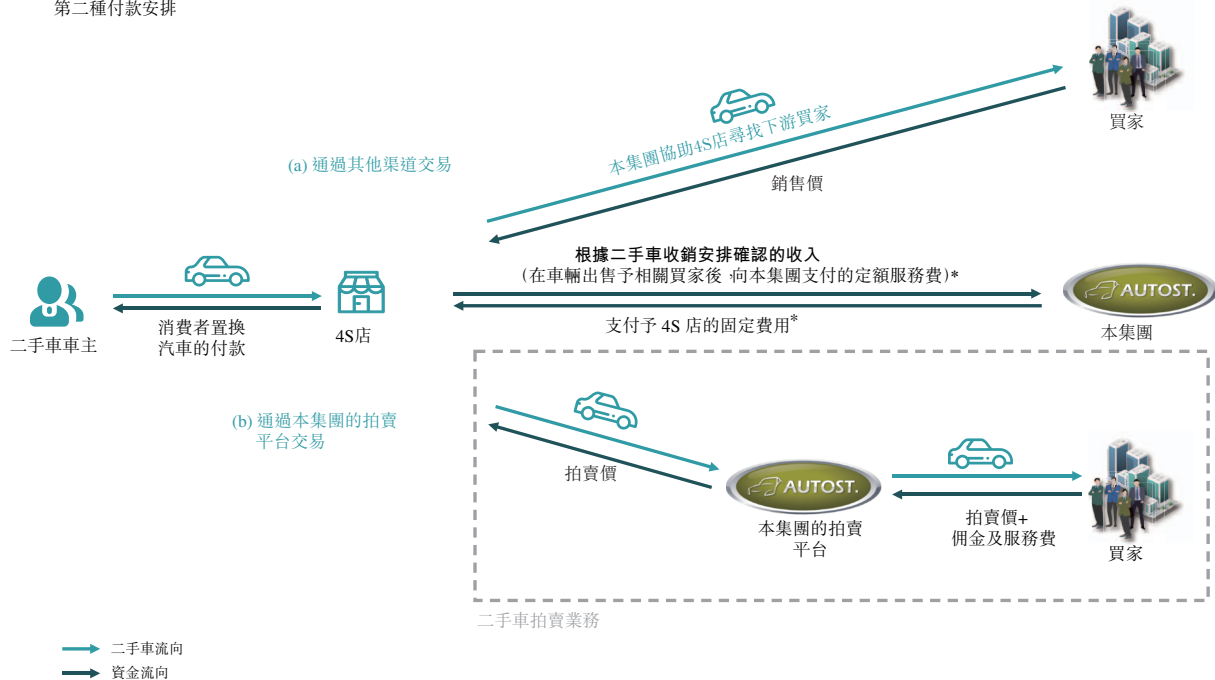 第二種付款安排
買家
本集團協助4S店尋找下游買家
(a) 通過其他渠道交易
銷售價
根據二手車收銷安排確認的收入
(在車輛出售予相關買家後,向本集團支付的定額服務費)*
AUTOST.
消費者置換
汽車的付款
4S店
支付予 4S 店的固定費用*
本集團
二手車車主
(b) 通過本集團的拍賣
平台交易
拍賣價
AUTOST.
本集團的拍賣
平台
拍賣價+
佣金及服務費
買家
二手車拍賣業務
二手車流向
資金流向